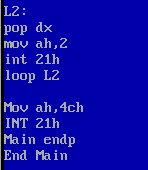 L2:
pop dx
mov ah,2
int 21h
loop L2
Mov ah,4ch
INT 21h
Main endp
End Main